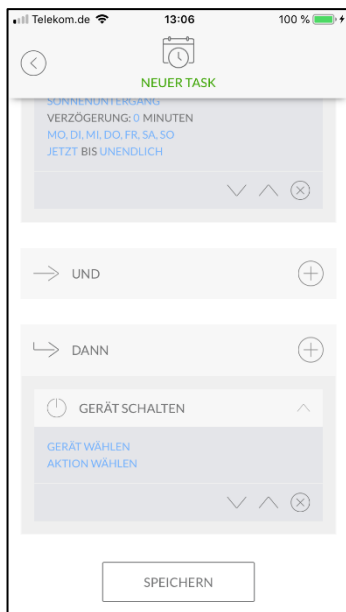 Telekom.de 13:06 100 %
NEUER TASK
SONNENUNTERGANG
VERZÖGERUNG: 0 MINUTEN
MO, DI, MI, DO, FR, SA, SO
JETZT BIS UNENDLICH
UND
DANN
GERÄT SCHALTEN
GERÄT WÄHLEN
AKTION WÄHLEN
SPEICHERN